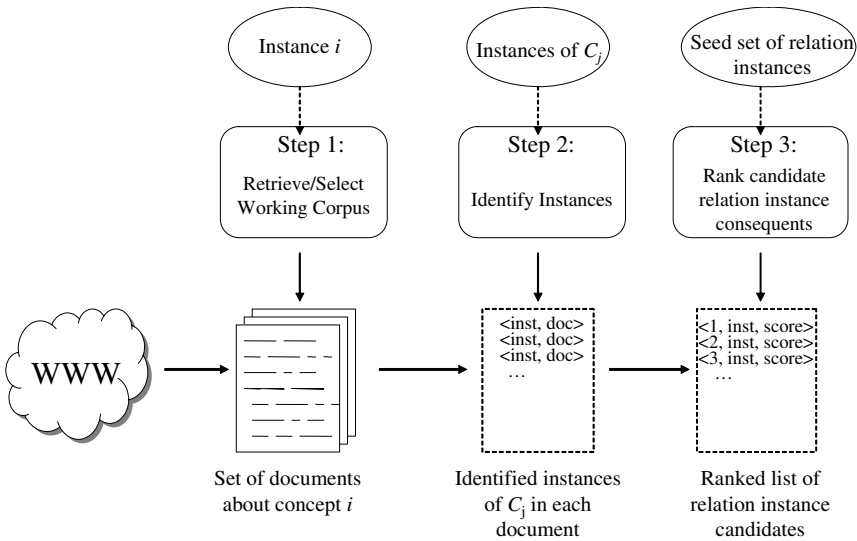 Instance i
Instances of Cj
Seed set of relation
instances
Step 1:
Retrieve/Select
Working Corpus
Step 2:
Identify Instances
Step 3:
Rank candidate
relation instance
consequents
WWW
<inst, doc>
<inst, doc>
<inst, doc>
…
<1, inst, score>
<2, inst, score>
<3, inst, score>
…
Set of documents
about concept i
Identified instances
of Cj in each
document
Ranked list of
relation instance
candidates